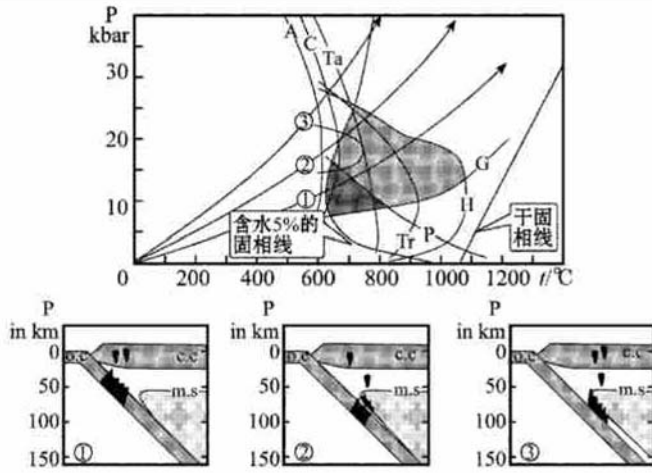 P
kbar
A
C
Ta
30
③
20
②
G
①
10
含水5%的
固相线
H
干固
相线
Tr
P
0
200
400
600
800
1000
1200
t/°C
P
in km
0
50
100
150
o.c
c.c
m.s
①
P
in km
0
50
100
150
o.c
c.c
m.s
②
P
in km
0
50
100
150
o.c
c.c
m.s
③